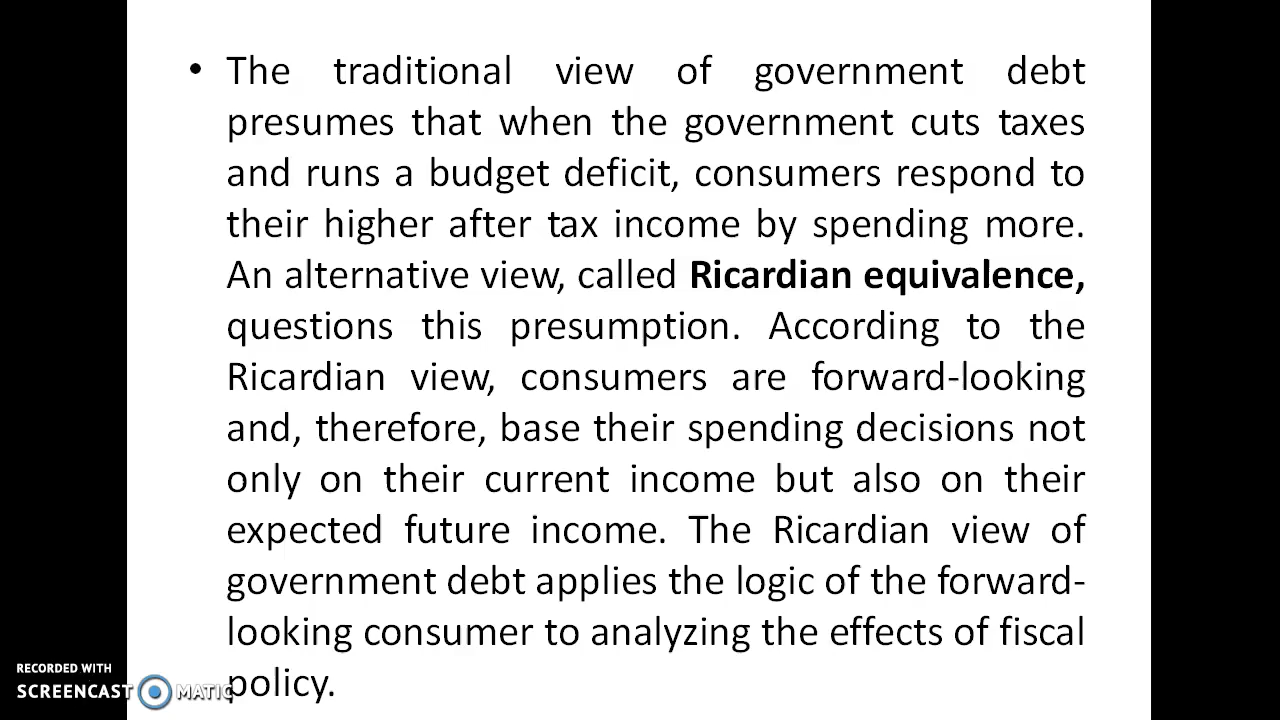 • The traditional view of government debt
presumes that when the government cuts taxes
and runs a budget deficit, consumers respond to
their higher after tax income by spending more.
An alternative view, called Ricardian equivalence,
questions this presumption. According to the
Ricardian view, consumers are forward-looking
and, therefore, base their spending decisions not
only on their current income but also on their
expected future income. The Ricardian view of
government debt applies the logic of the forward-
looking consumer to analyzing the effects of fiscal
policy.
RECORDED WITH
SCREENCAST MATIC